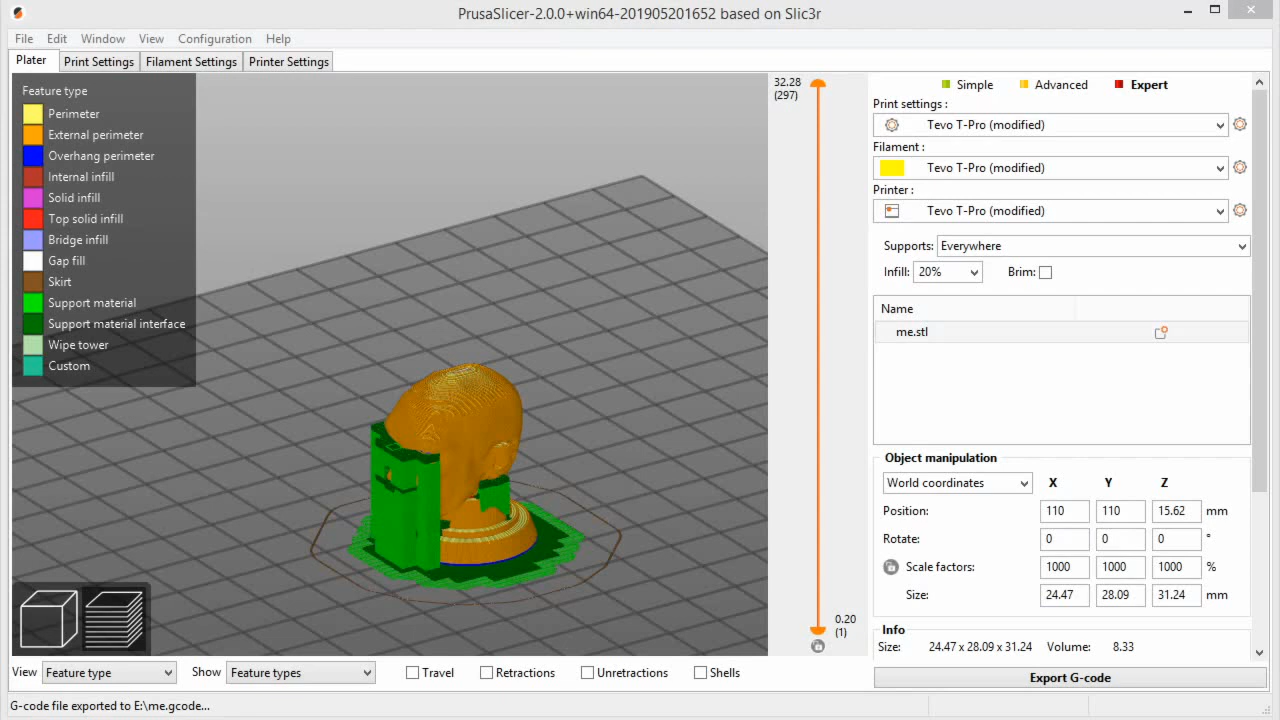 PrusaSlicer-2.0.0+win64-201905201652 based on Slic3r
File Edit Window View Configuration Help
Plater Print Settings Filament Settings Printer Settings
Feature type
Perimeter
External perimeter
Overhang perimeter
Internal infill
Solid infill
Top solid infill
Bridge infill
Gap fill
Skirt
Support material
Support material interface
Wipe tower
Custom
32.28
(297)
0.20
(1)
Simple Advanced Expert
Print settings :
Tevo T-Pro (modified)
Filament :
Tevo T-Pro (modified)
Printer :
Tevo T-Pro (modified)
Supports: Everywhere
Infill: 20% Brim:
Name
me.stl
Object manipulation
World coordinates X Y Z
Position: 110 110 15.62 mm
Rotate: 0 0 0 °
Scale factors: 1000 1000 1000 %
Size: 24.47 28.09 31.24 mm
Info
Size: 24.47 x 28.09 x 31.24 Volume: 8.33
View Feature type Show Feature types Travel Retractions Unretractions Shells
Export G-code
G-code file exported to E:\me.gcode...